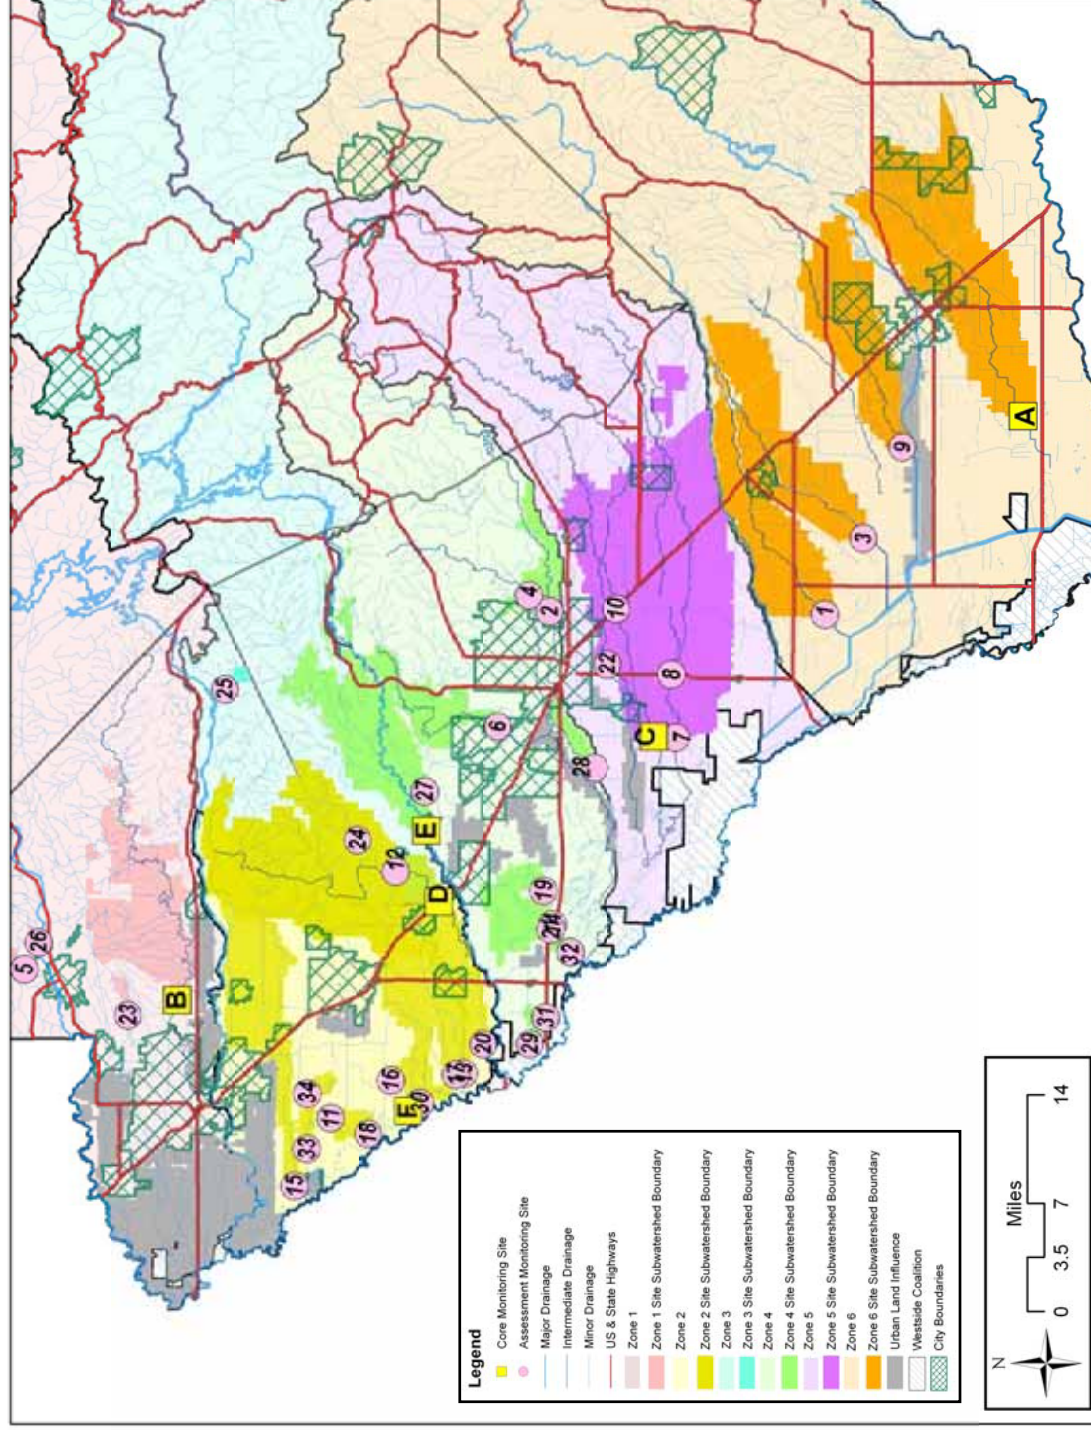 5
26
23
B
25
24
12
27
E
D
6
4
2
10
22
8
C
7
28
19
14
32
31
29
20
17
13
16
30
F
34
11
33
18
15
1
3
9
A
Legend
Core Monitoring Site
Assessment Monitoring Site
Major Drainage
Intermediate Drainage
Minor Drainage
US & State Highways
Zone 1
Zone 1 Site Subwatershed Boundary
Zone 2
Zone 2 Site Subwatershed Boundary
Zone 3
Zone 3 Site Subwatershed Boundary
Zone 4
Zone 4 Site Subwatershed Boundary
Zone 5
Zone 5 Site Subwatershed Boundary
Zone 6
Zone 6 Site Subwatershed Boundary
Urban Land Influence
Westside Coalition
City Boundaries
N
Miles
0 3.5 7 14